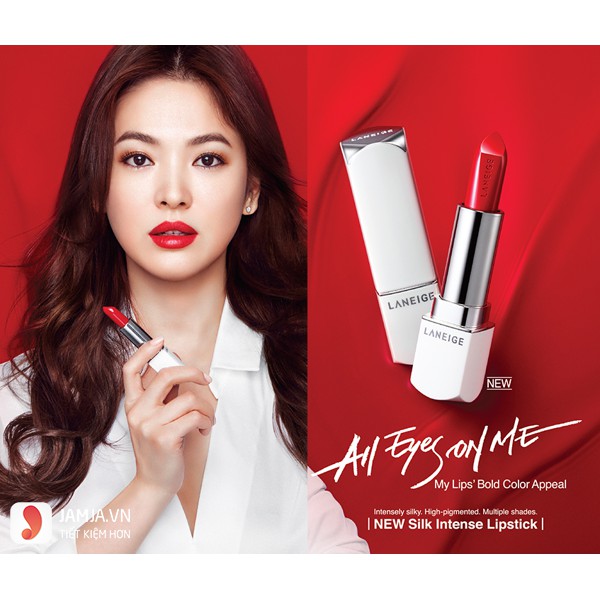 LANEIGE
LANEIGE
LANEIGE
NEW
All Eyes ON ME
My Lips' Bold Color Appeal
Intensely silky. High-pigmented. Multiple shades.
| NEW Silk Intense Lipstick |
JAMJA.VN
TIẾT KIỆM HƠN